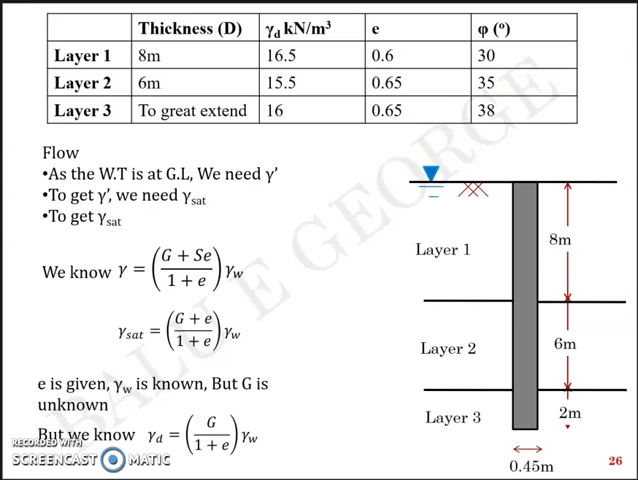 Thickness (D) γd kN/m³ e φ (º)
Layer 1 8m 16.5 0.6 30
Layer 2 6m 15.5 0.65 35
Layer 3 To great extend 16 0.65 38
Flow
•As the W.T is at G.L, We need γ’
•To get γ’, we need γsat
•To get γsat
We know γ = ((G + Se)/(1 + e)) γw
γsat = ((G + e)/(1 + e)) γw
e is given, γw is known, But G is
unknown
But we know γd = (G/(1 + e)) γw
Layer 1
8m
Layer 2
6m
Layer 3
2m
0.45m
BALU E GEORGE
RECORDED WITH
SCREENCAST MATIC
26